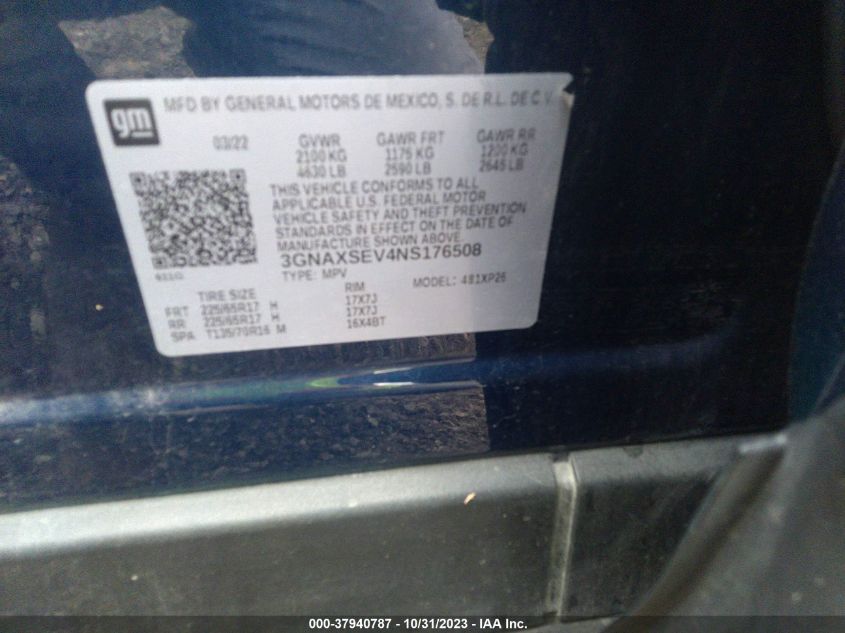 gm
MFD BY GENERAL MOTORS DE MEXICO, S. DE R.L. DE C.V.
03/22 GVWR GAWR FRT GAWR RR
2100 KG 1175 KG 1200 KG
4630 LB 2590 LB 2645 LB
THIS VEHICLE CONFORMS TO ALL
APPLICABLE U.S. FEDERAL MOTOR
VEHICLE SAFETY AND THEFT PREVENTION
STANDARDS IN EFFECT ON THE DATE OF
MANUFACTURE SHOWN ABOVE.
3GNAXSEV4NS176508
TYPE: MPV MODEL: 481XP26
TIRE SIZE RIM
FRT 225/65R17 H 17X7J
RR 225/65R17 H 17X7J
SPA T135/70R16 M 16X4BT
000-37940787 - 10/31/2023 - IAA Inc.